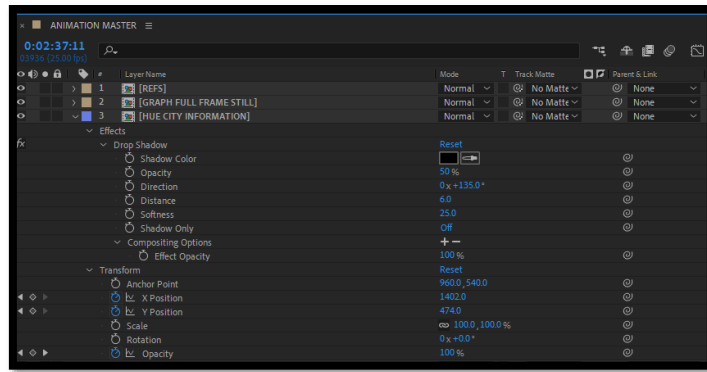 × ANIMATION MASTER ≡
0:02:37:11
03936 (25.00 fps)
# Layer Name Mode T Track Matte Parent & Link
1 [REFS] Normal No Matte None
2 [GRAPH FULL FRAME STILL] Normal No Matte None
3 [HUE CITY INFORMATION] Normal No Matte None
Effects
fx Drop Shadow Reset
Shadow Color
Opacity 50 %
Direction 0 x +135.0°
Distance 6.0
Softness 25.0
Shadow Only Off
Compositing Options + −
Effect Opacity 100 %
Transform Reset
Anchor Point 960.0, 540.0
X Position 1402.0
Y Position 474.0
Scale 100.0, 100.0 %
Rotation 0 x +0.0°
Opacity 100 %